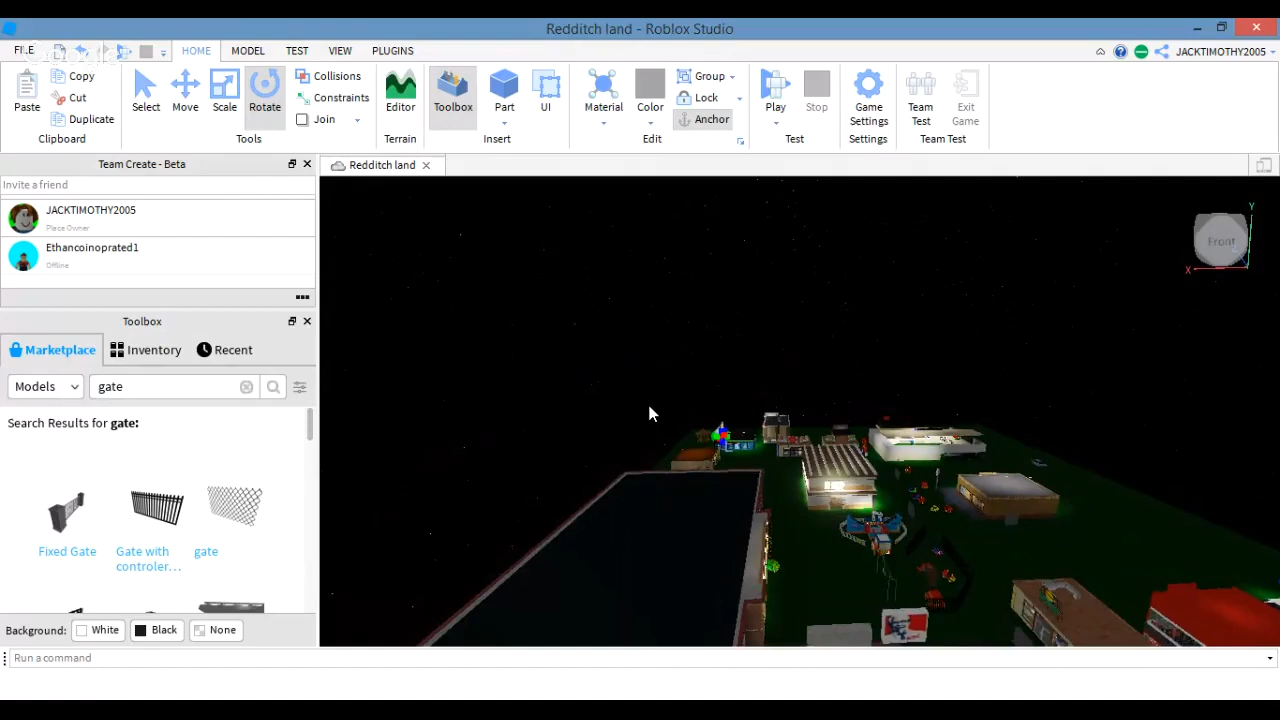 Redditch land - Roblox Studio
FILE
HOME
MODEL
TEST
VIEW
PLUGINS
JACKTIMOTHY2005
Paste
Copy
Cut
Duplicate
Clipboard
Select
Move
Scale
Rotate
Collisions
Constraints
Join
Tools
Editor
Terrain
Toolbox
Part
UI
Insert
Material
Color
Group
Lock
Anchor
Edit
Play
Stop
Test
Game
Settings
Settings
Team
Test
Exit
Game
Team Test
Team Create - Beta
Invite a friend
JACKTIMOTHY2005
Place Owner
Ethancoinoprated1
Offline
Toolbox
Marketplace
Inventory
Recent
Models
gate
Search Results for gate:
Fixed Gate
Gate with
controler...
gate
Background:
White
Black
None
Run a command
Redditch land
Front
Y
X
KFC